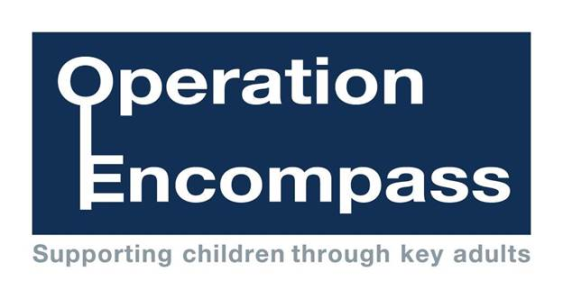 Operation
Encompass
Supporting children through key adults